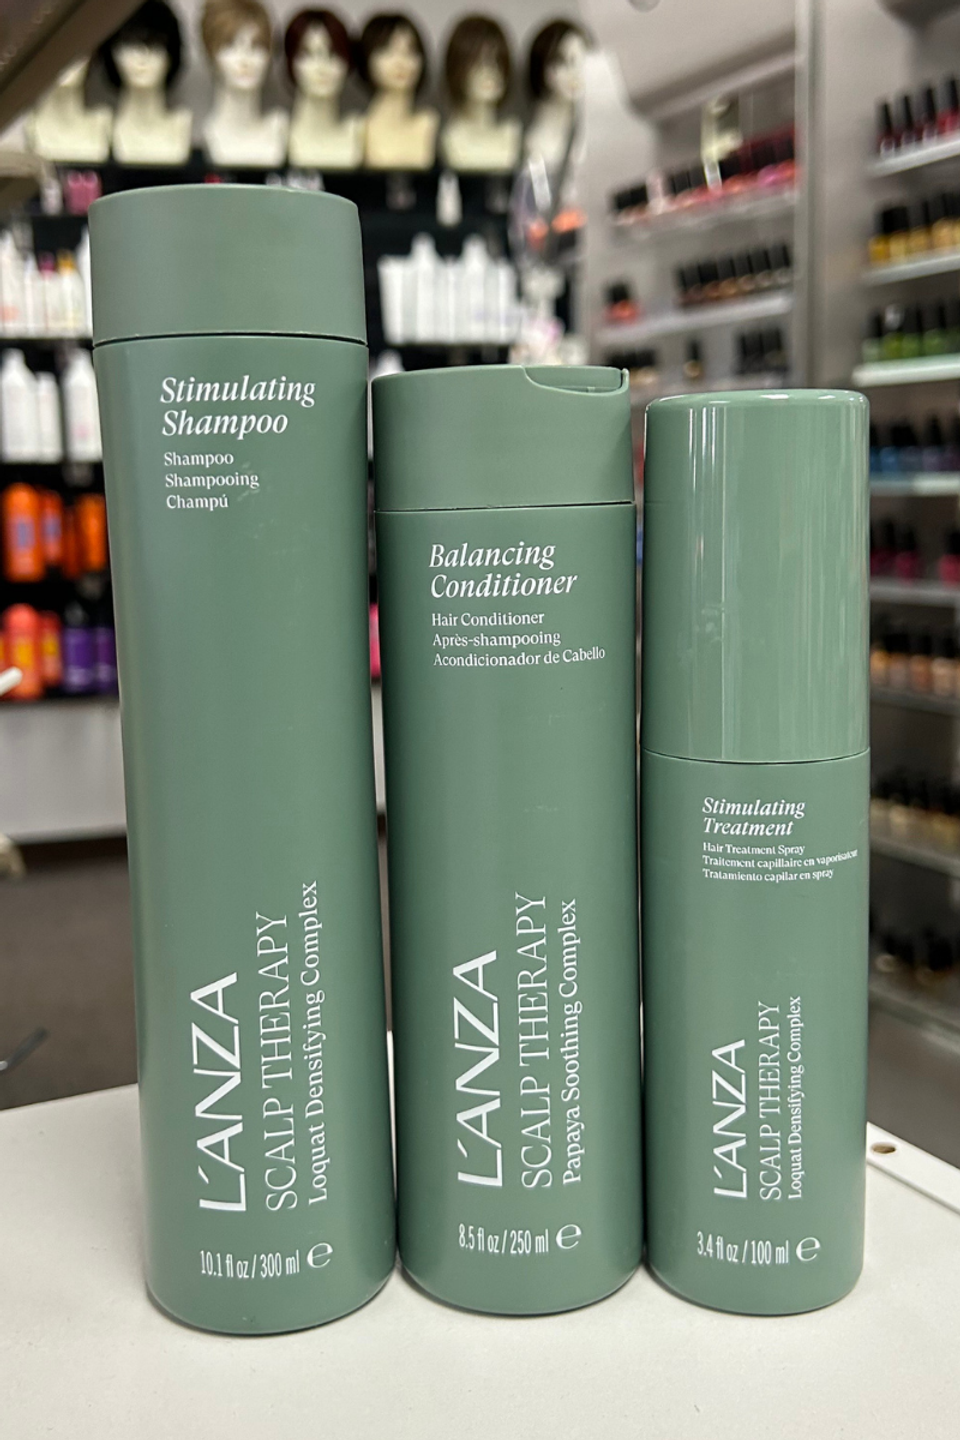 Stimulating
Shampoo
Shampoo
Shampooing
Champú
L'ANZA
SCALP THERAPY
Loquat Densifying Complex
10.1 fl oz / 300 ml ℮
Balancing
Conditioner
Hair Conditioner
Après-shampooing
Acondicionador de Cabello
L'ANZA
SCALP THERAPY
Papaya Soothing Complex
8.5 fl oz / 250 ml ℮
Stimulating
Treatment
Hair Treatment Spray
Traitement capillaire en vaporisateur
Tratamiento capilar en spray
L'ANZA
SCALP THERAPY
Loquat Densifying Complex
3.4 fl oz / 100 ml ℮